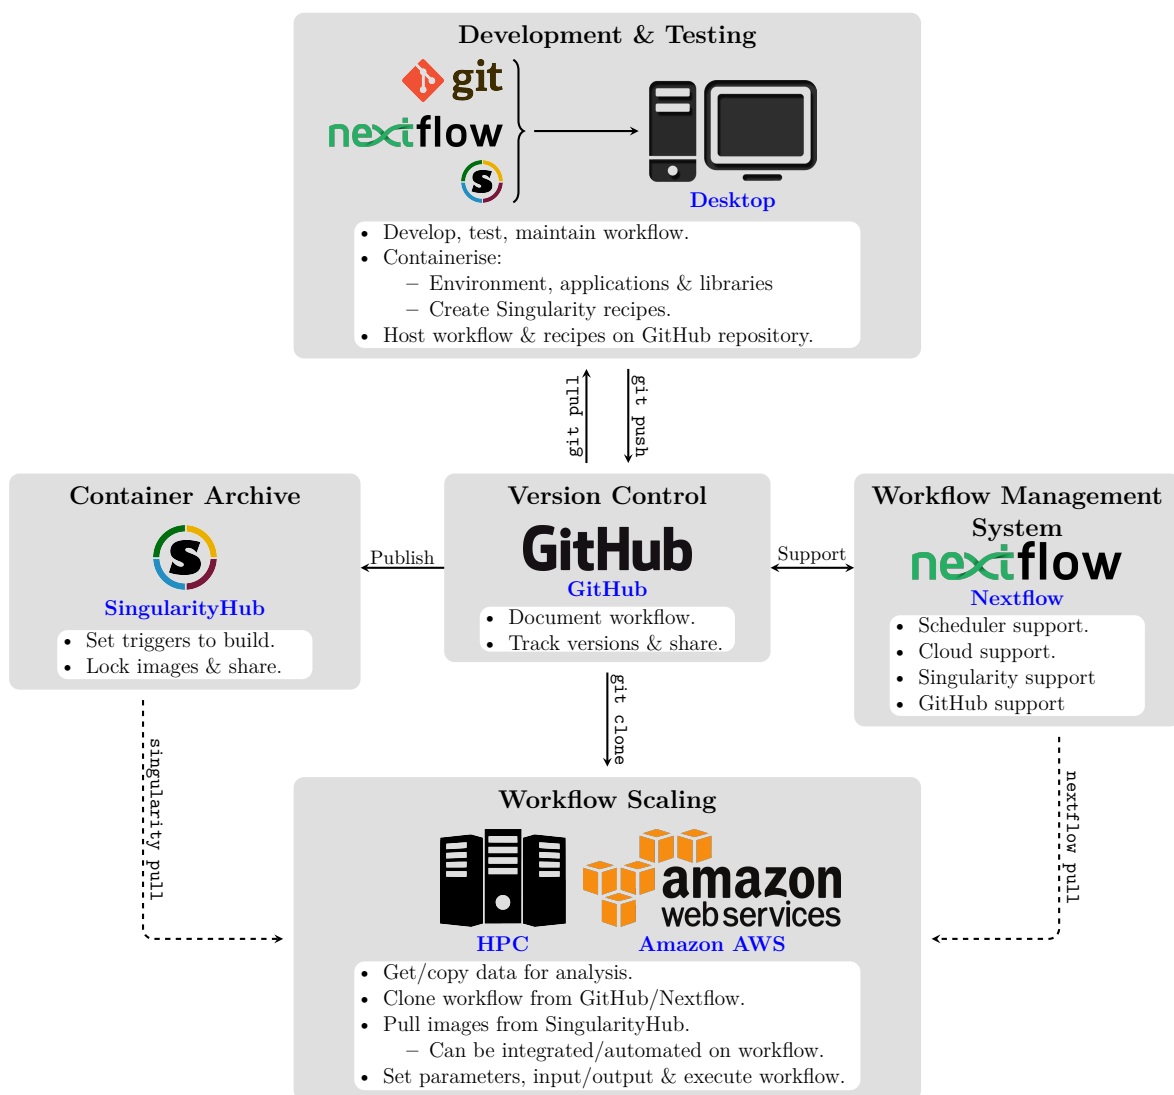 Development & Testing
git
nextflow
S
Desktop
• Develop, test, maintain workflow.
• Containerise:
– Environment, applications & libraries
– Create Singularity recipes.
• Host workflow & recipes on GitHub repository.
git pull
git push
Container Archive
S
SingularityHub
• Set triggers to build.
• Lock images & share.
Publish
Version Control
GitHub
GitHub
• Document workflow.
• Track versions & share.
Support
Workflow Management
System
nextflow
Nextflow
• Scheduler support.
• Cloud support.
• Singularity support
• GitHub support
singularity pull
git clone
nextflow pull
Workflow Scaling
amazon
web services
HPC
Amazon AWS
• Get/copy data for analysis.
• Clone workflow from GitHub/Nextflow.
• Pull images from SingularityHub.
– Can be integrated/automated on workflow.
• Set parameters, input/output & execute workflow.